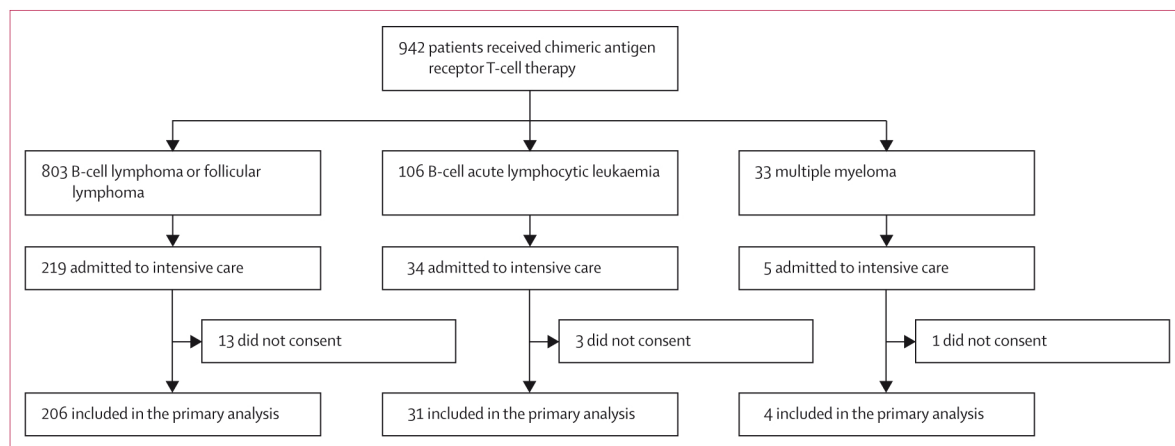 942 patients received chimeric antigen
receptor T-cell therapy
803 B-cell lymphoma or follicular
lymphoma
106 B-cell acute lymphocytic leukaemia
33 multiple myeloma
219 admitted to intensive care
34 admitted to intensive care
5 admitted to intensive care
13 did not consent
3 did not consent
1 did not consent
206 included in the primary analysis
31 included in the primary analysis
4 included in the primary analysis